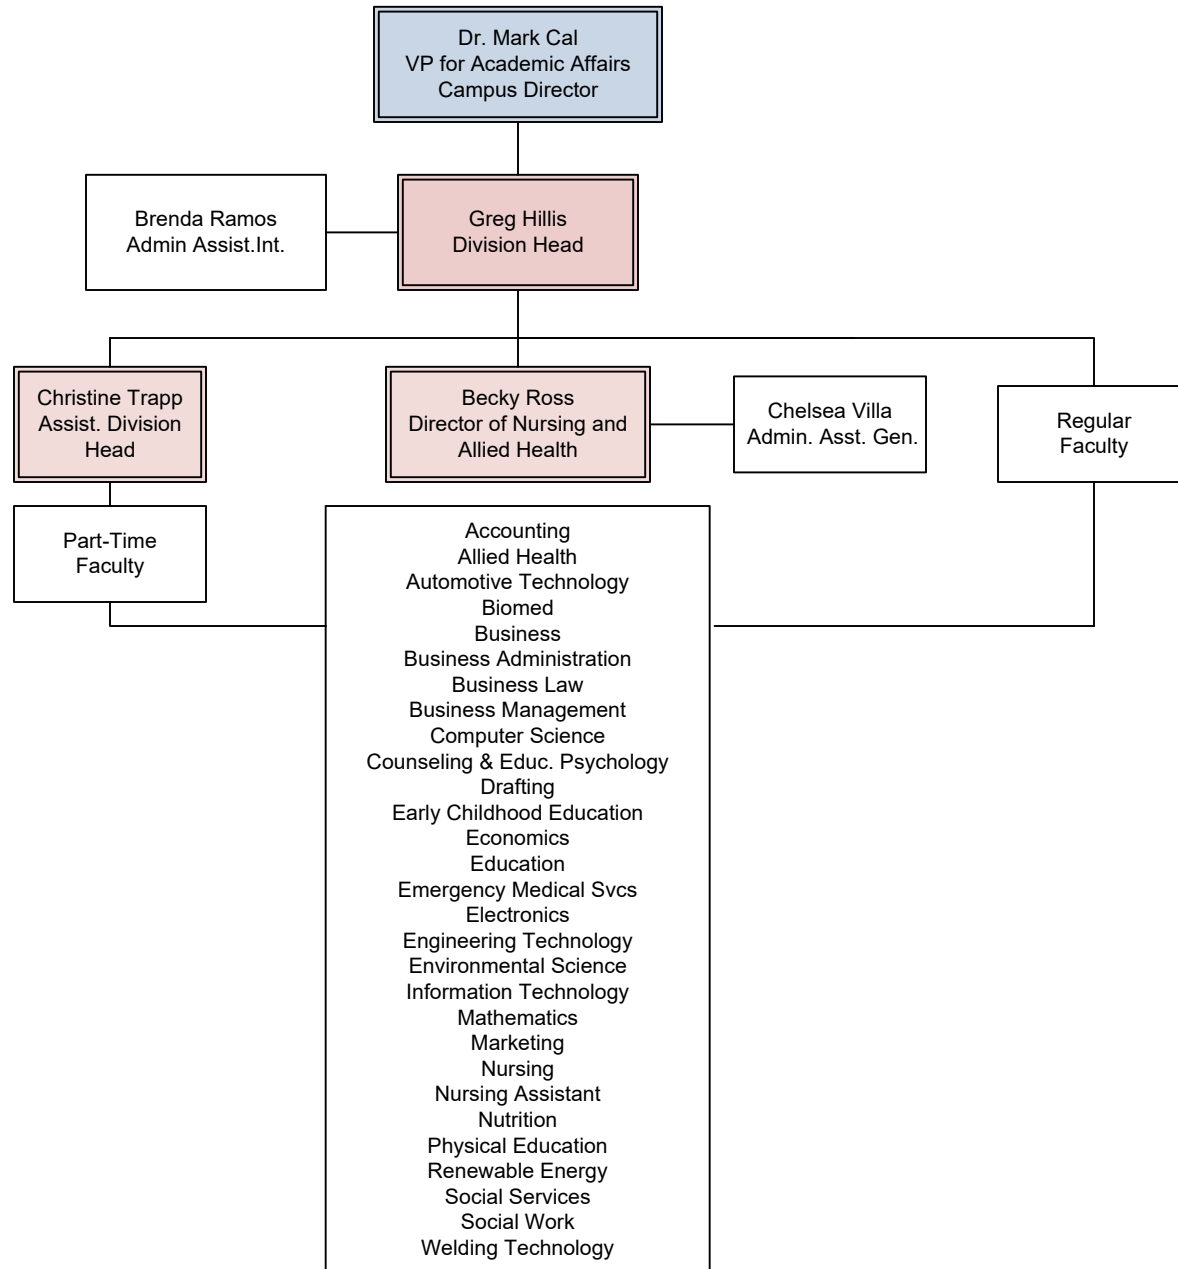 Dr. Mark Cal
VP for Academic Affairs
Campus Director
Brenda Ramos
Admin Assist.Int.
Greg Hillis
Division Head
Christine Trapp
Assist. Division
Head
Becky Ross
Director of Nursing and
Allied Health
Chelsea Villa
Admin. Asst. Gen.
Regular
Faculty
Part-Time
Faculty
Accounting
Allied Health
Automotive Technology
Biomed
Business
Business Administration
Business Law
Business Management
Computer Science
Counseling & Educ. Psychology
Drafting
Early Childhood Education
Economics
Education
Emergency Medical Svcs
Electronics
Engineering Technology
Environmental Science
Information Technology
Mathematics
Marketing
Nursing
Nursing Assistant
Nutrition
Physical Education
Renewable Energy
Social Services
Social Work
Welding Technology